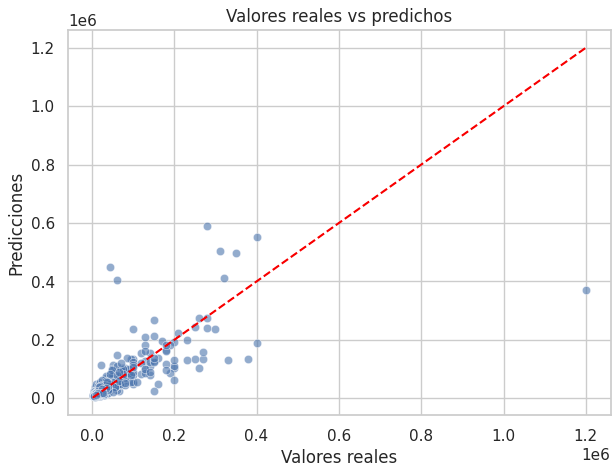 Valores reales vs predichos
1e6
1.2
1.0
0.8
0.6
0.4
0.2
0.0
Predicciones
0.0 0.2 0.4 0.6 0.8 1.0 1.2
Valores reales
1e6